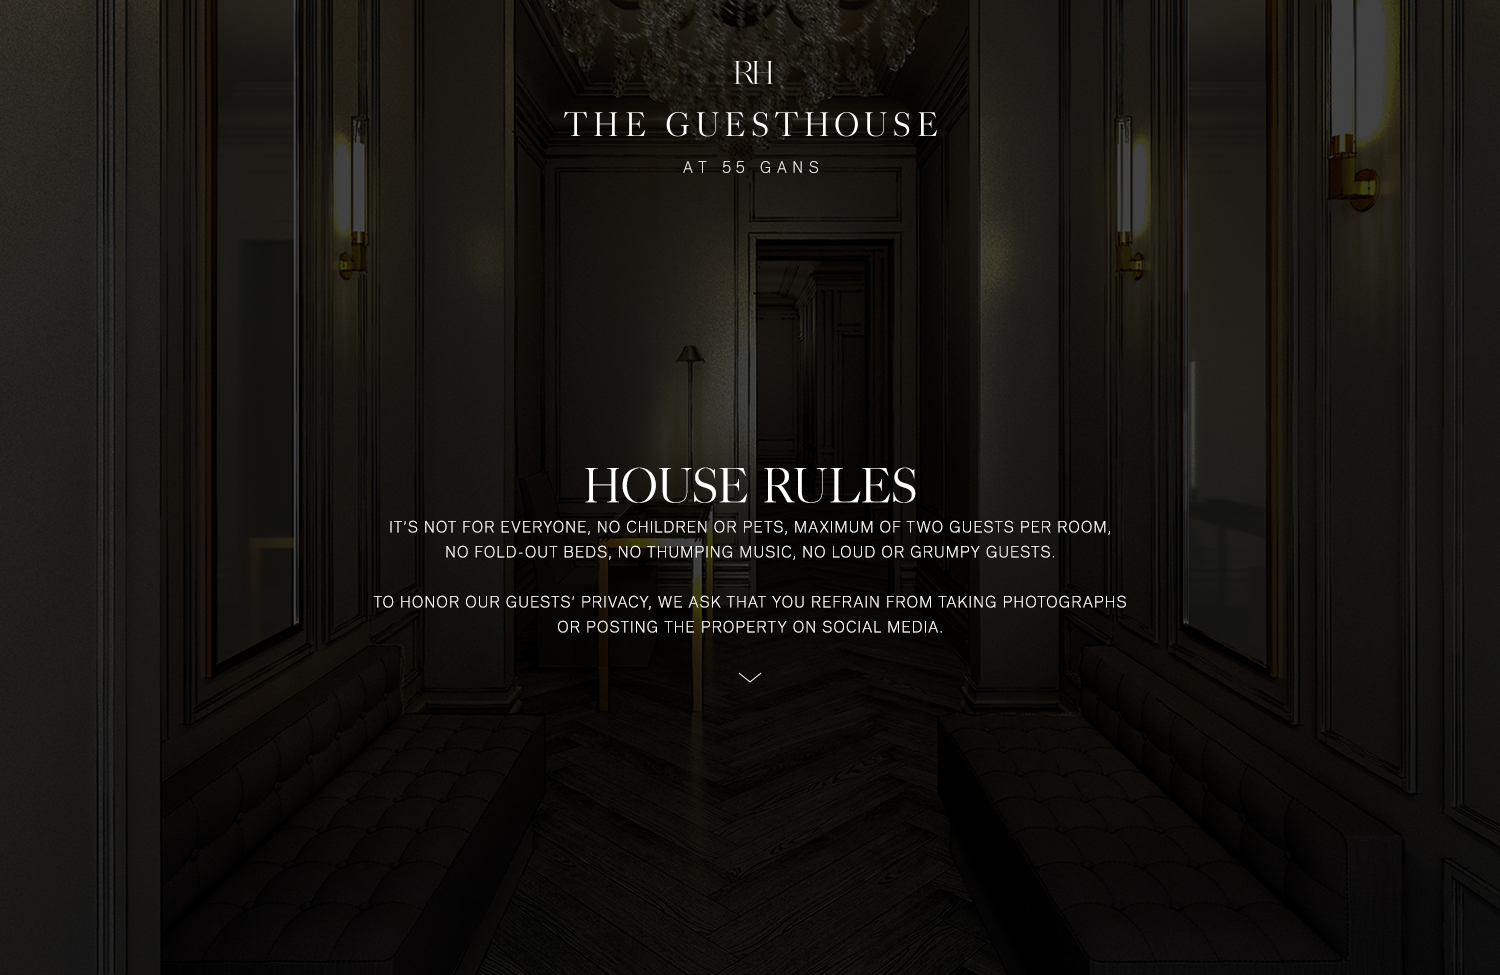 RH
THE GUESTHOUSE
AT 55 GANS
HOUSE RULES
IT'S NOT FOR EVERYONE, NO CHILDREN OR PETS, MAXIMUM OF TWO GUESTS PER ROOM,
NO FOLD-OUT BEDS, NO THUMPING MUSIC, NO LOUD OR GRUMPY GUESTS.
TO HONOR OUR GUESTS' PRIVACY, WE ASK THAT YOU REFRAIN FROM TAKING PHOTOGRAPHS
OR POSTING THE PROPERTY ON SOCIAL MEDIA.